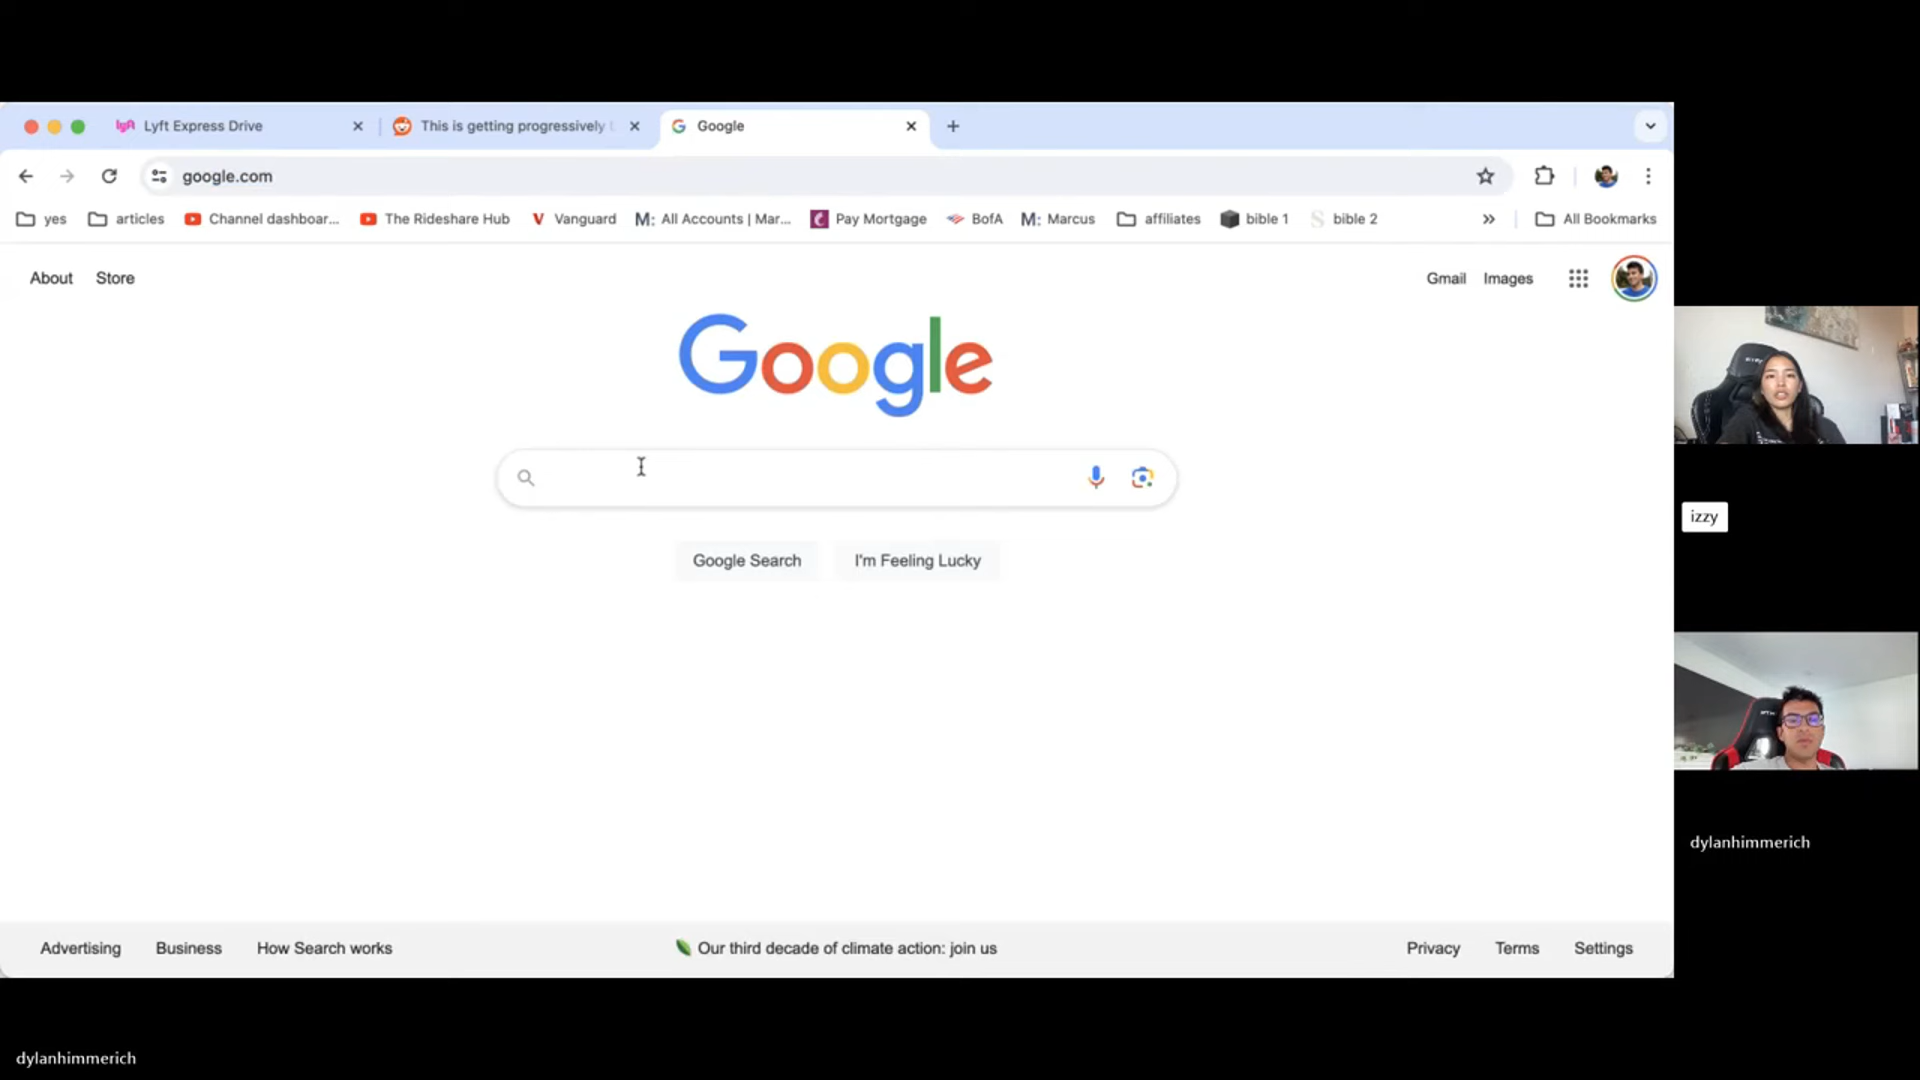 Lyft Express Drive
This is getting progressively
Google
google.com
yes
articles
Channel dashboar...
The Rideshare Hub
Vanguard
M: All Accounts | Mar...
Pay Mortgage
BofA
M: Marcus
affiliates
bible 1
bible 2
All Bookmarks
About
Store
Gmail
Images
Google
Google Search
I'm Feeling Lucky
izzy
dylanhimmerich
Advertising
Business
How Search works
Our third decade of climate action: join us
Privacy
Terms
Settings
dylanhimmerich